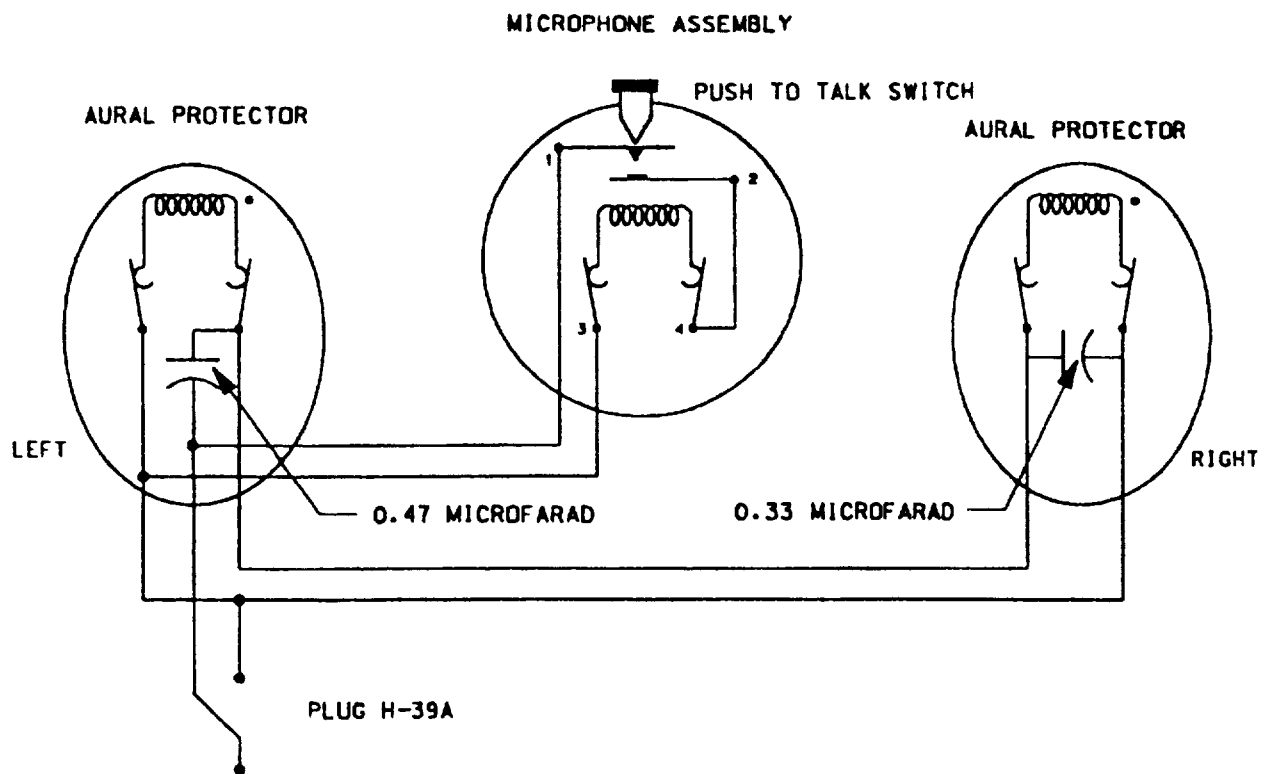 MICROPHONE ASSEMBLY
PUSH TO TALK SWITCH
AURAL PROTECTOR
AURAL PROTECTOR
1
2
3
4
LEFT
RIGHT
0.47 MICROFARAD
0.33 MICROFARAD
PLUG H-39A